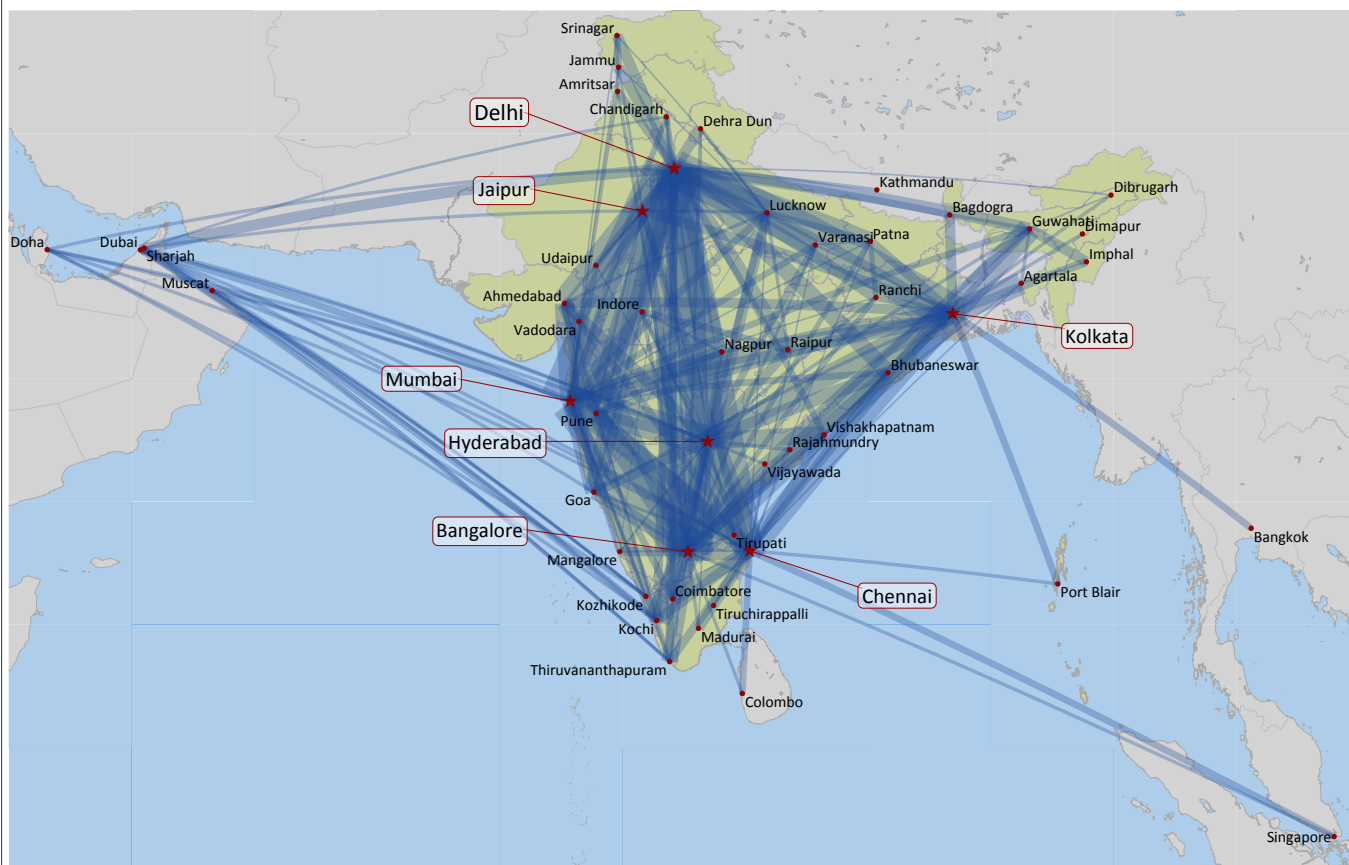 Srinagar
Jammu
Amritsar
Chandigarh
Delhi
Dehra Dun
Jaipur
Kathmandu
Dibrugarh
Lucknow
Bagdogra
Guwahati
Dimapur
Doha
Dubai
Sharjah
Varanasi
Patna
Udaipur
Imphal
Muscat
Agartala
Ahmedabad
Indore
Ranchi
Vadodara
Kolkata
Nagpur
Raipur
Bhubaneswar
Mumbai
Pune
Vishakhapatnam
Hyderabad
Rajahmundry
Vijayawada
Goa
Bangalore
Bangkok
Tirupati
Mangalore
Port Blair
Coimbatore
Chennai
Kozhikode
Tiruchirappalli
Kochi
Madurai
Thiruvananthapuram
Colombo
Singapore